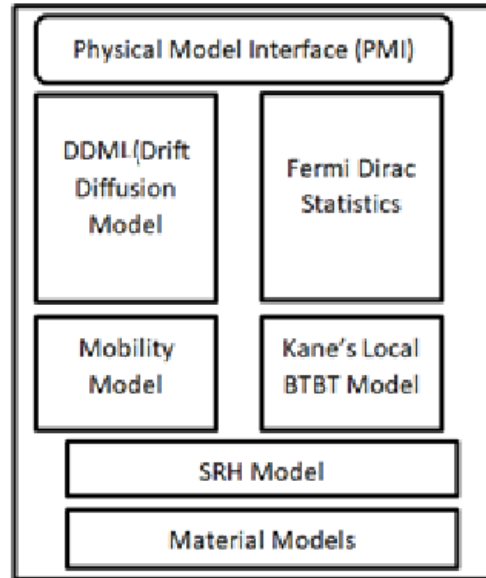 Physical Model Interface (PMI)
DDML(Drift
Diffusion
Model
Fermi Dirac
Statistics
Mobility
Model
Kane's Local
BTBT Model
SRH Model
Material Models